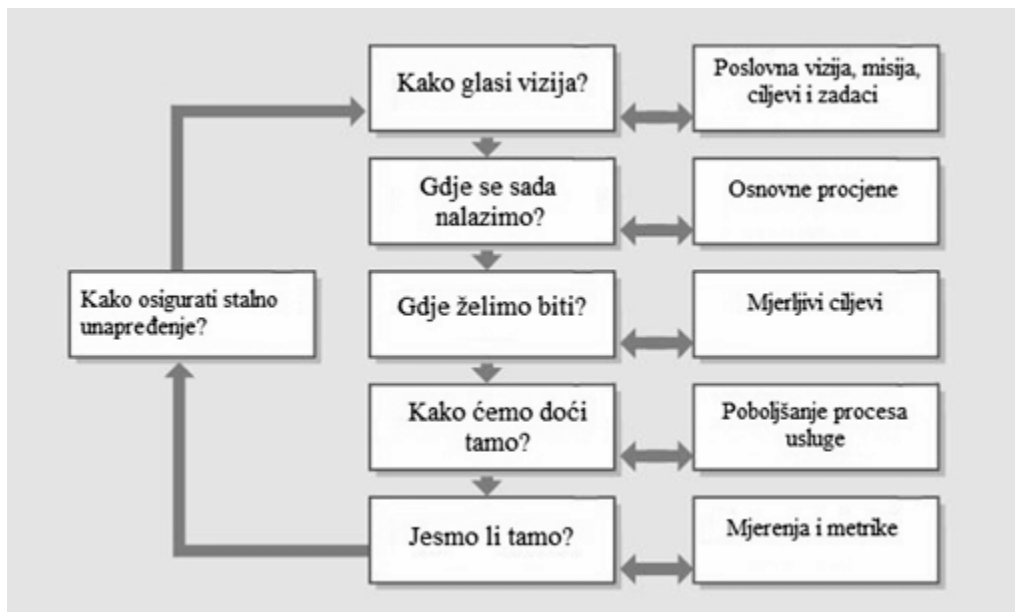 Kako glasi vizija?
Poslovna vizija, misija,
ciljevi i zadaci
Gdje se sada
nalazimo?
Osnovne procjene
Kako osigurati stalno
unapređenje?
Gdje želimo biti?
Mjerljivi ciljevi
Kako ćemo doći
tamo?
Poboljšanje procesa
usluge
Jesmo li tamo?
Mjerenja i metrike